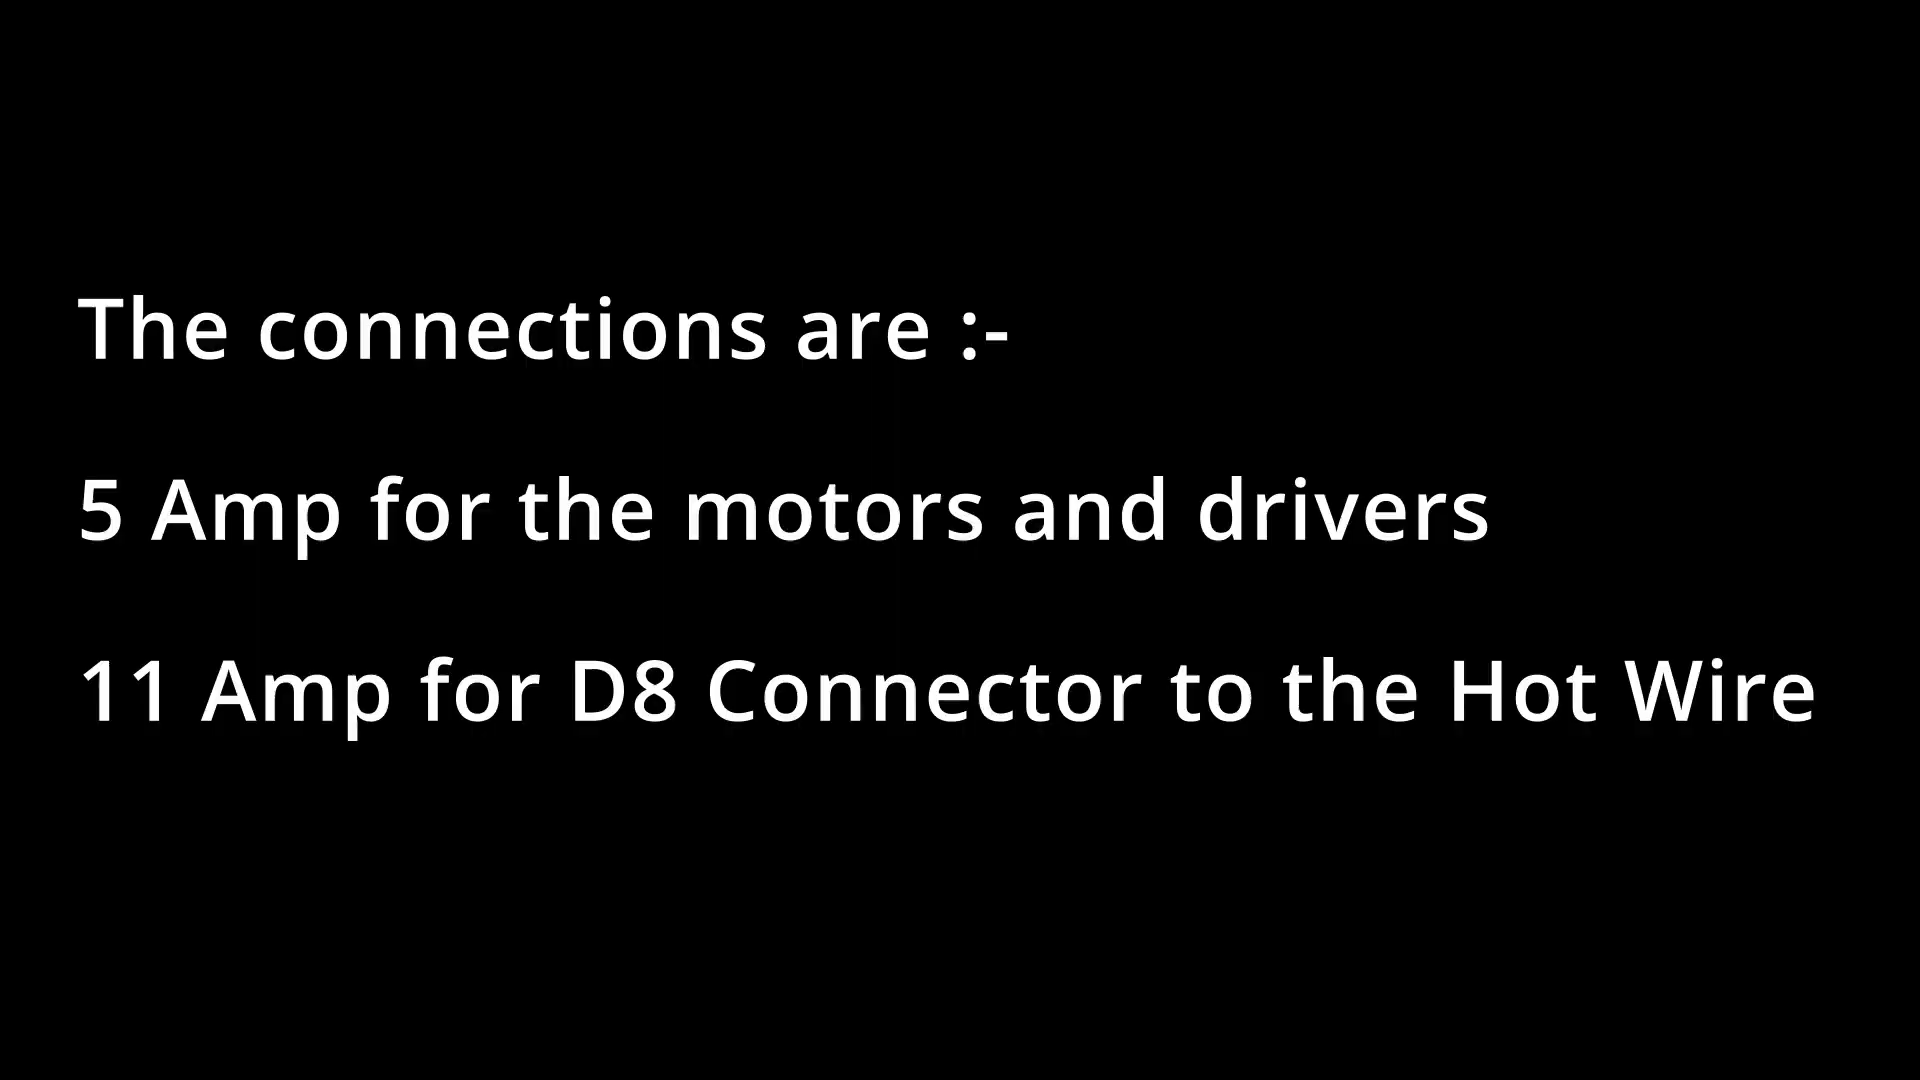 The connections are :-
5 Amp for the motors and drivers
11 Amp for D8 Connector to the Hot Wire